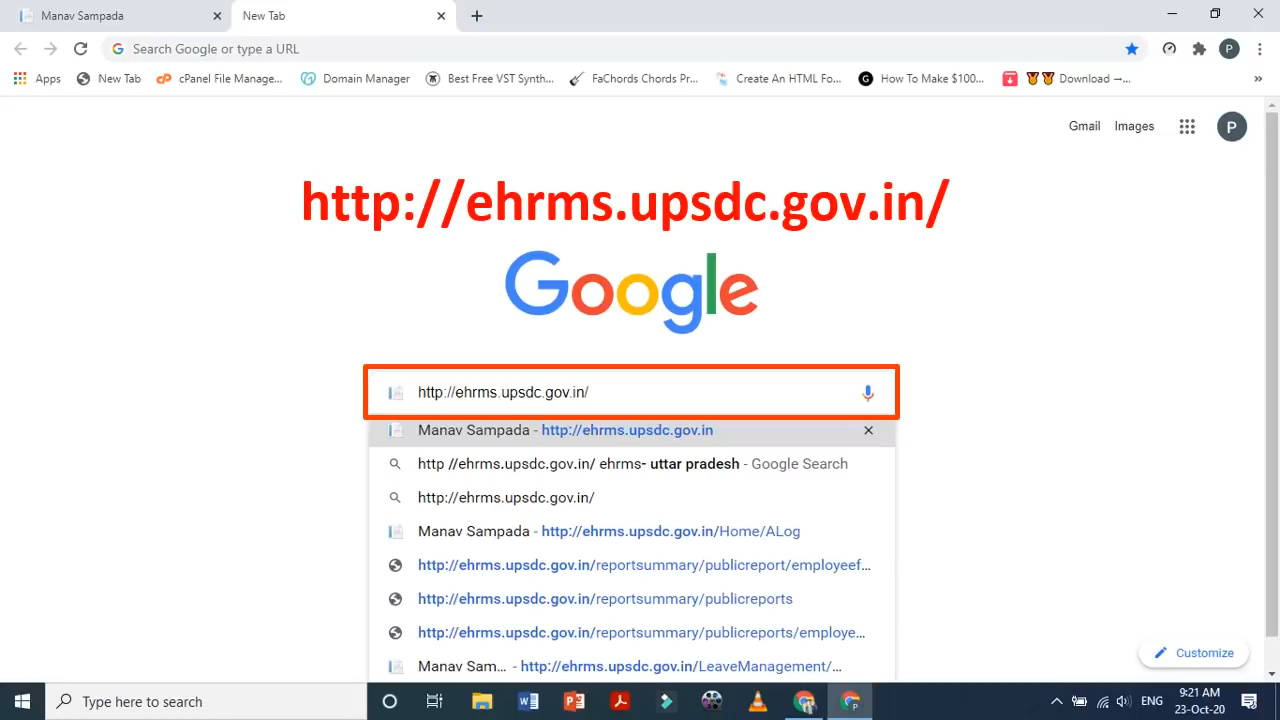 Manav Sampada
New Tab
Search Google or type a URL
P
Apps
New Tab
cPanel File Manage...
Domain Manager
Best Free VST Synth...
FaChords Chords Pr...
Create An HTML Fo...
How To Make $100...
Download →...
»
Gmail
Images
P
http://ehrms.upsdc.gov.in/
Google
http://ehrms.upsdc.gov.in/
Manav Sampada - http://ehrms.upsdc.gov.in
http //ehrms.upsdc.gov.in/ ehrms- uttar pradesh - Google Search
http://ehrms.upsdc.gov.in/
Manav Sampada - http://ehrms.upsdc.gov.in/Home/ALog
http://ehrms.upsdc.gov.in/reportsummary/publicreport/employeef...
http://ehrms.upsdc.gov.in/reportsummary/publicreports
http://ehrms.upsdc.gov.in/reportsummary/publicreports/employe...
Manav Sam... - http://ehrms.upsdc.gov.in/LeaveManagement/...
Customize
Type here to search
ENG
9:21 AM
23-Oct-20